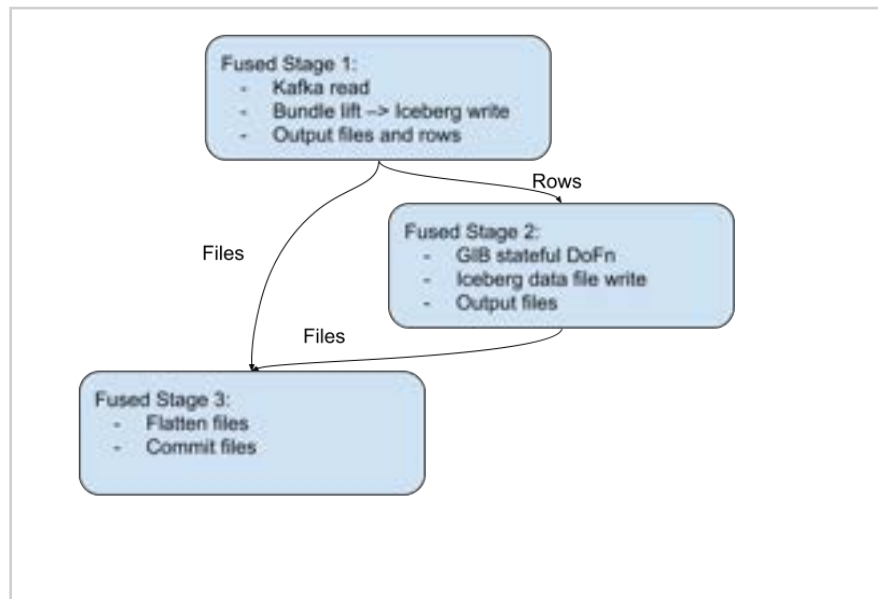 Fused Stage 1:
- Kafka read
- Bundle lift –> Iceberg write
- Output files and rows
Rows
Fused Stage 2:
- GIB stateful DoFn
- Iceberg data file write
- Output files
Files
Files
Fused Stage 3:
- Flatten files
- Commit files